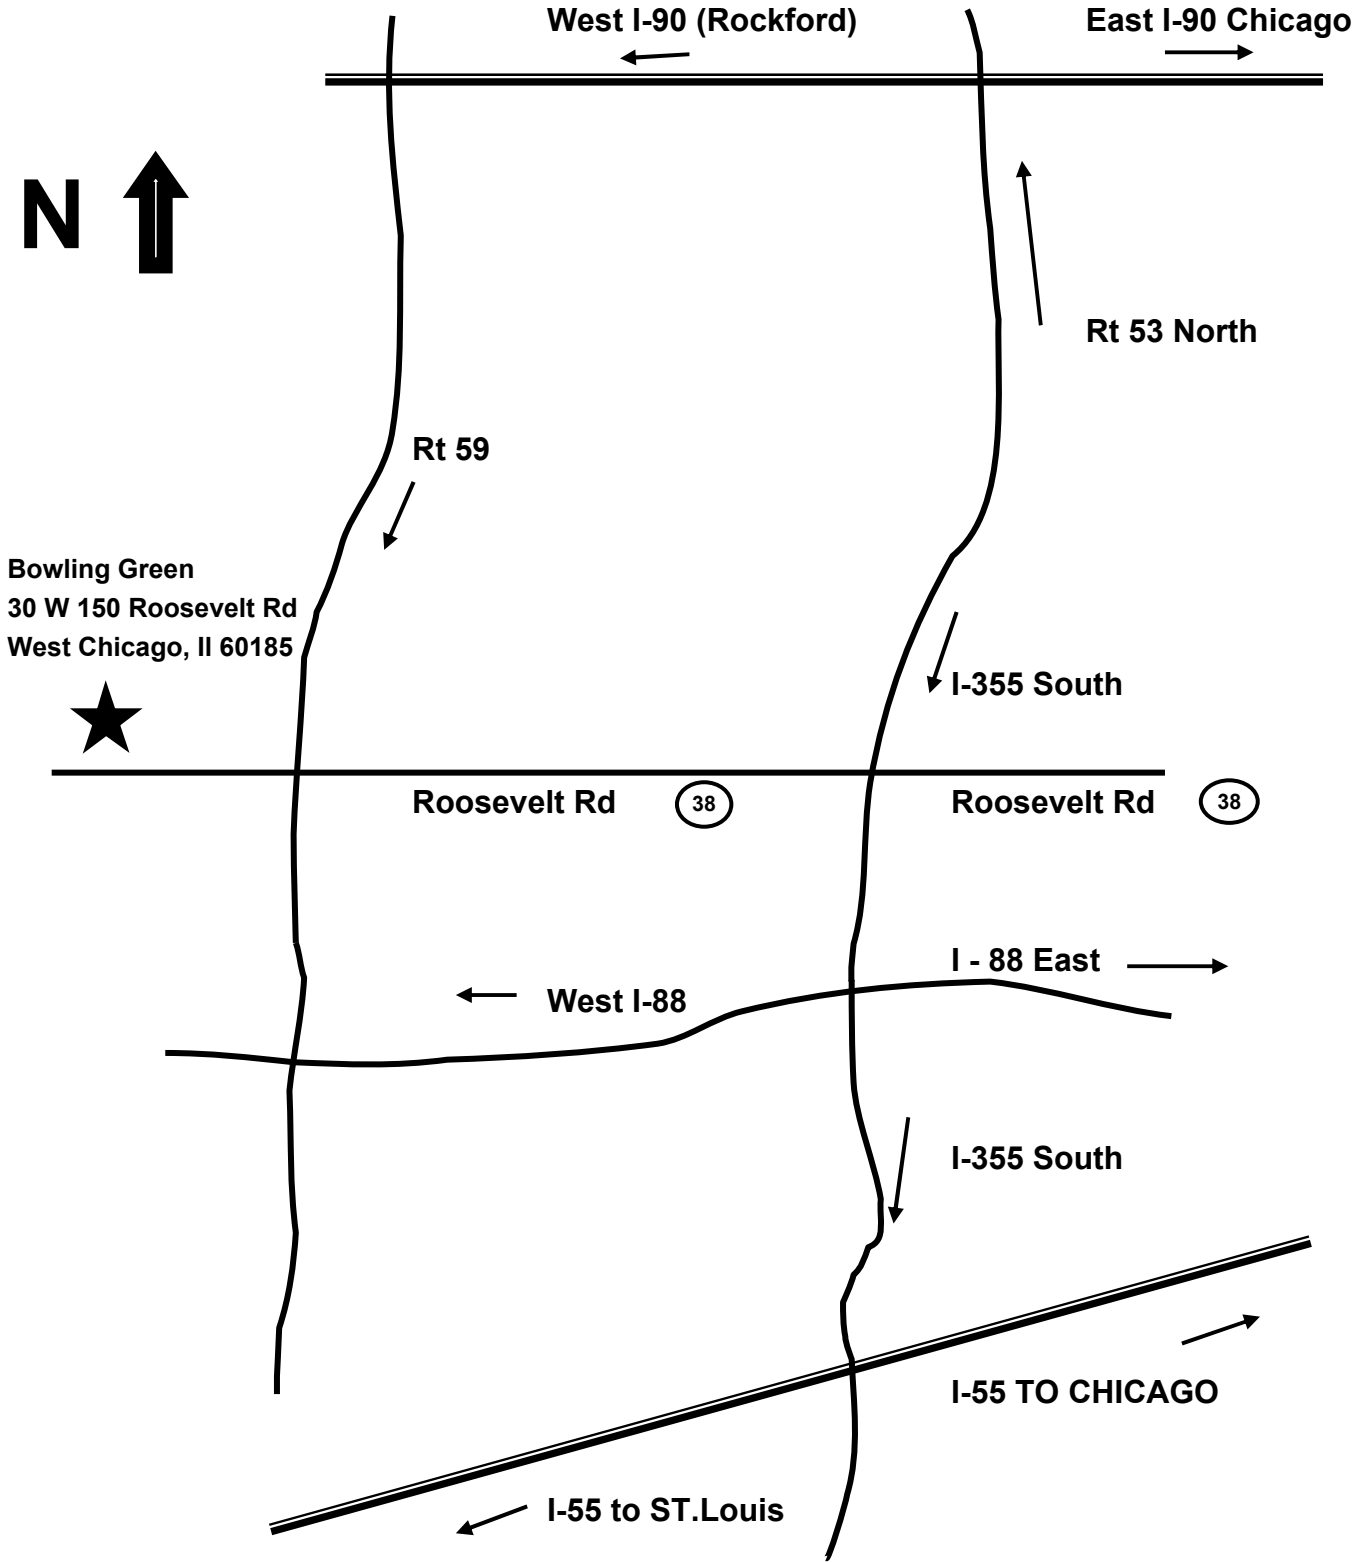 West I-90 (Rockford)
East I-90 Chicago
N
Rt 53 North
Rt 59
Bowling Green
30 W 150 Roosevelt Rd
West Chicago, Il 60185
I-355 South
Roosevelt Rd
38
Roosevelt Rd
38
I - 88 East
West I-88
I-355 South
I-55 TO CHICAGO
I-55 to ST.Louis